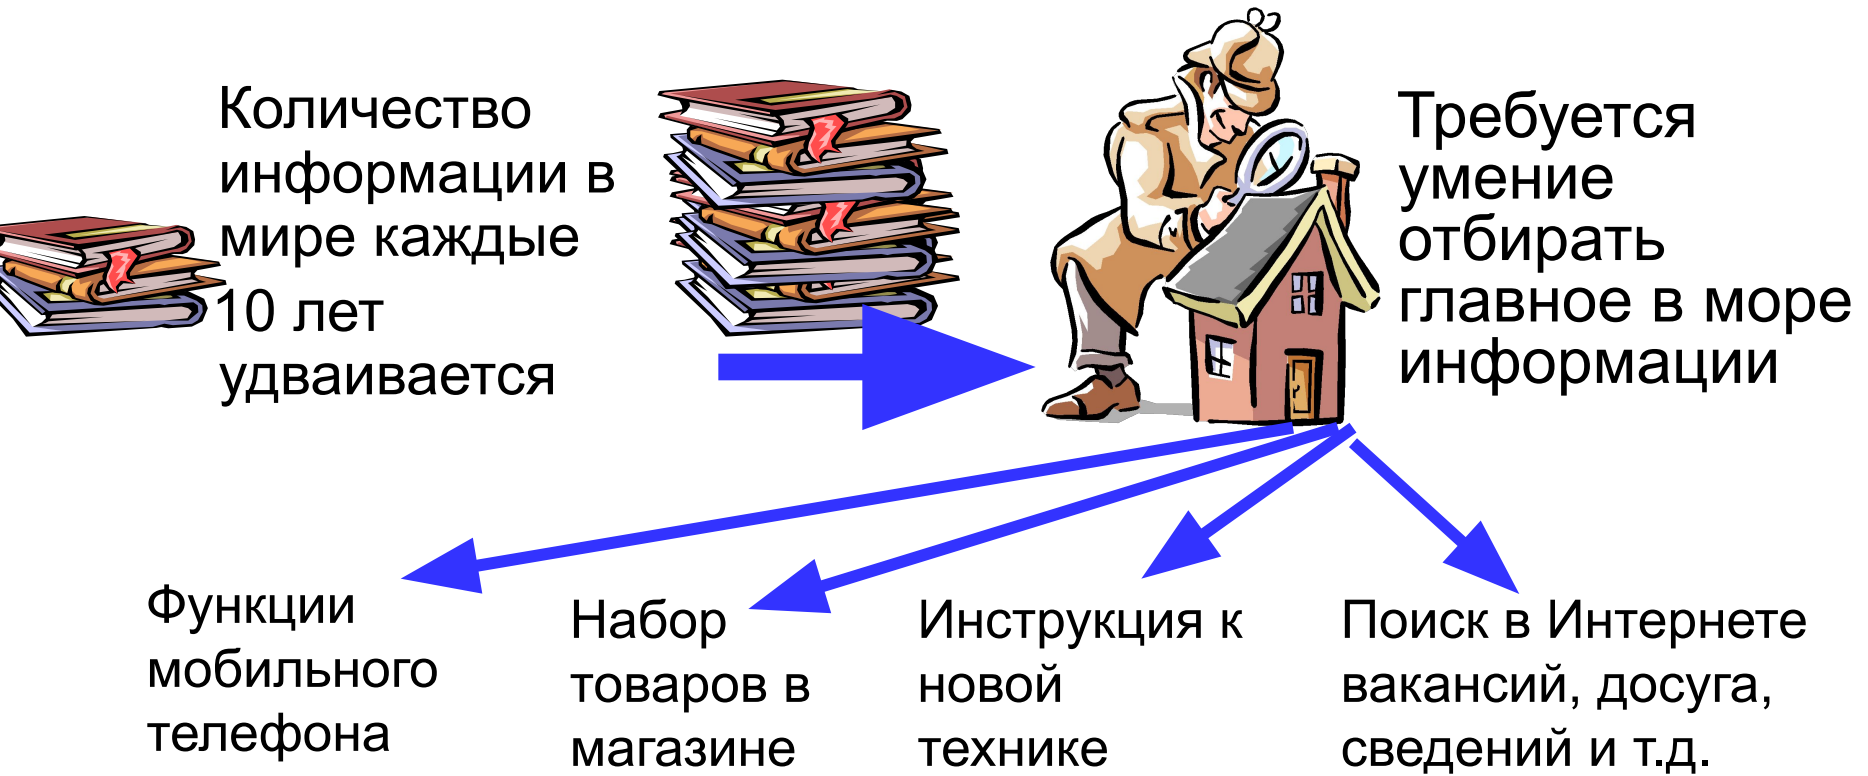 Количество
информации в
мире каждые
10 лет
удваивается
Требуется
умение
отбирать
главное в море
информации
Функции
мобильного
телефона
Набор
товаров в
магазине
Инструкция к
новой
технике
Поиск в Интернете
вакансий, досуга,
сведений и т.д.